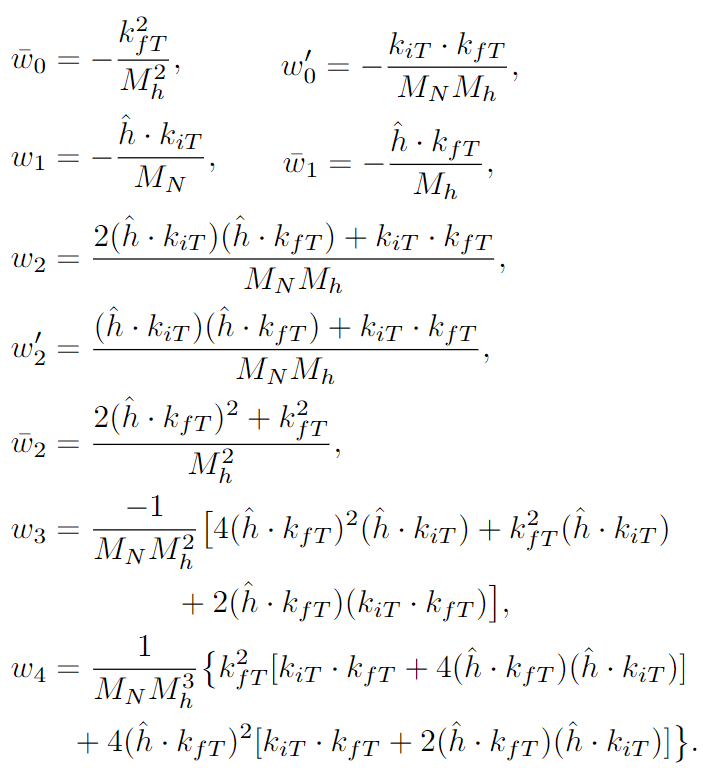 \bar{w}_0 = -\frac{k_{fT}^2}{M_h^2}, \qquad w_0' = -\frac{k_{iT} \cdot k_{fT}}{M_N M_h},
w_1 = -\frac{\hat{h} \cdot k_{iT}}{M_N}, \qquad \bar{w}_1 = -\frac{\hat{h} \cdot k_{fT}}{M_h},
w_2 = \frac{2(\hat{h} \cdot k_{iT})(\hat{h} \cdot k_{fT}) + k_{iT} \cdot k_{fT}}{M_N M_h},
w_2' = \frac{(\hat{h} \cdot k_{iT})(\hat{h} \cdot k_{fT}) + k_{iT} \cdot k_{fT}}{M_N M_h},
\bar{w}_2 = \frac{2(\hat{h} \cdot k_{fT})^2 + k_{fT}^2}{M_h^2},
w_3 = \frac{-1}{M_N M_h^2} \big[ 4(\hat{h} \cdot k_{fT})^2 (\hat{h} \cdot k_{iT}) + k_{fT}^2 (\hat{h} \cdot k_{iT})
+ 2(\hat{h} \cdot k_{fT})(k_{iT} \cdot k_{fT}) \big],
w_4 = \frac{1}{M_N M_h^3} \big\{ k_{fT}^2 [k_{iT} \cdot k_{fT} + 4(\hat{h} \cdot k_{fT})(\hat{h} \cdot k_{iT})]
+ 4(\hat{h} \cdot k_{fT})^2 [k_{iT} \cdot k_{fT} + 2(\hat{h} \cdot k_{fT})(\hat{h} \cdot k_{iT})] \big\}.